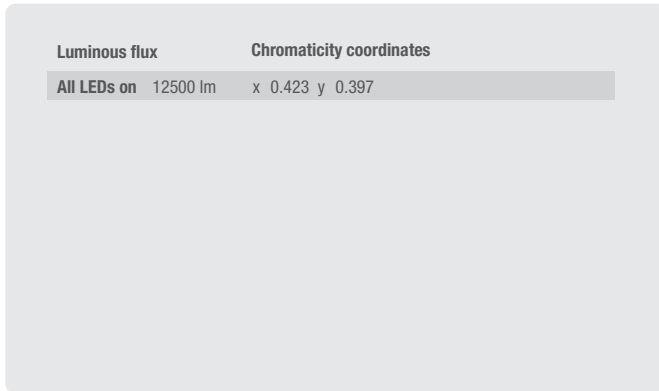 Luminous flux Chromaticity coordinates
All LEDs on 12500 lm x 0.423 y 0.397